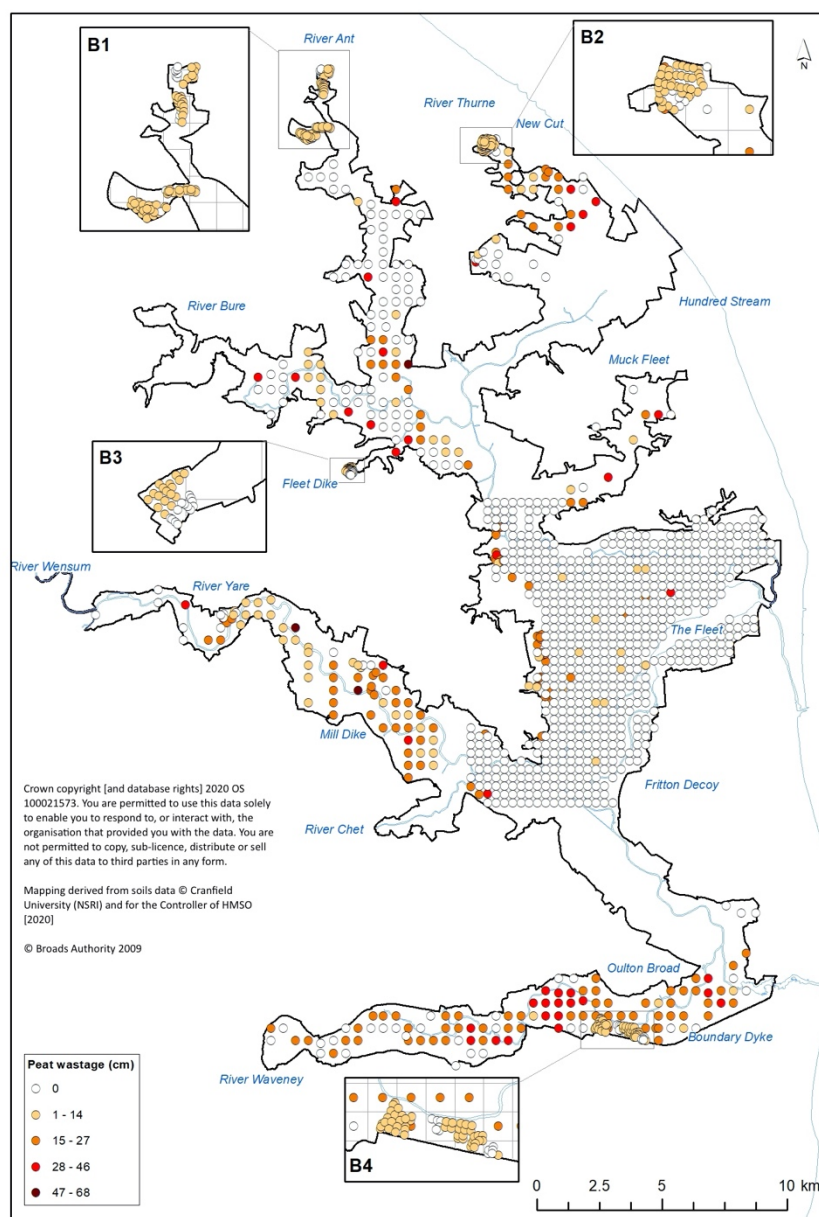 B1
River Ant
B2
N
River Thurne
New Cut
River Bure
Hundred Stream
Muck Fleet
B3
Fleet Dike
River Wensum
River Yare
The Fleet
Mill Dike
Fritton Decoy
River Chet
Crown copyright [and database rights] 2020 OS
100021573. You are permitted to use this data solely
to enable you to respond to, or interact with, the
organisation that provided you with the data. You are
not permitted to copy, sub-licence, distribute or sell
any of this data to third parties in any form.
Mapping derived from soils data © Cranfield
University (NSRI) and for the Controller of HMSO
[2020]
© Broads Authority 2009
Oulton Broad
Boundary Dyke
River Waveney
B4
Peat wastage (cm)
0
1 - 14
15 - 27
28 - 46
47 - 68
0 2.5 5 10 km